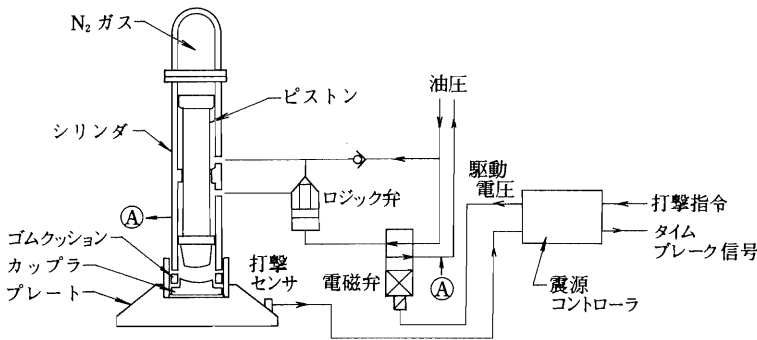 N₂ ガス
ピストン
シリンダ
油圧
ロジック弁
駆動
電圧
打撃指令
タイム
ブレーク信号
Ⓐ
ゴムクッション
カップラ
プレート
打撃
センサ
電磁弁
Ⓐ
震源
コントローラ